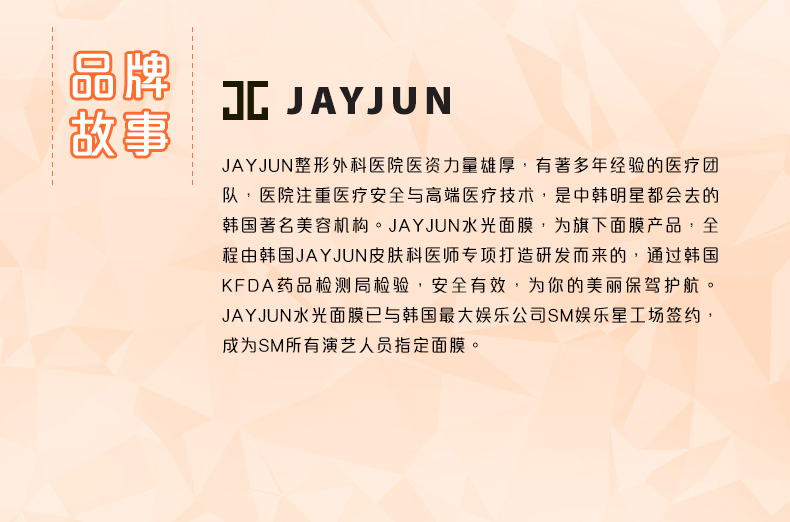 品牌
故事
JAYJUN
JAYJUN整形外科医院医资力量雄厚，有著多年经验的医疗团
队，医院注重医疗安全与高端医疗技术，是中韩明星都会去的
韩国著名美容机构。JAYJUN水光面膜，为旗下面膜产品，全
程由韩国JAYJUN皮肤科医师专项打造研发而来的，通过韩国
KFDA药品检测局检验，安全有效，为你的美丽保驾护航。
JAYJUN水光面膜已与韩国最大娱乐公司SM娱乐星工场签约，
成为SM所有演艺人员指定面膜。